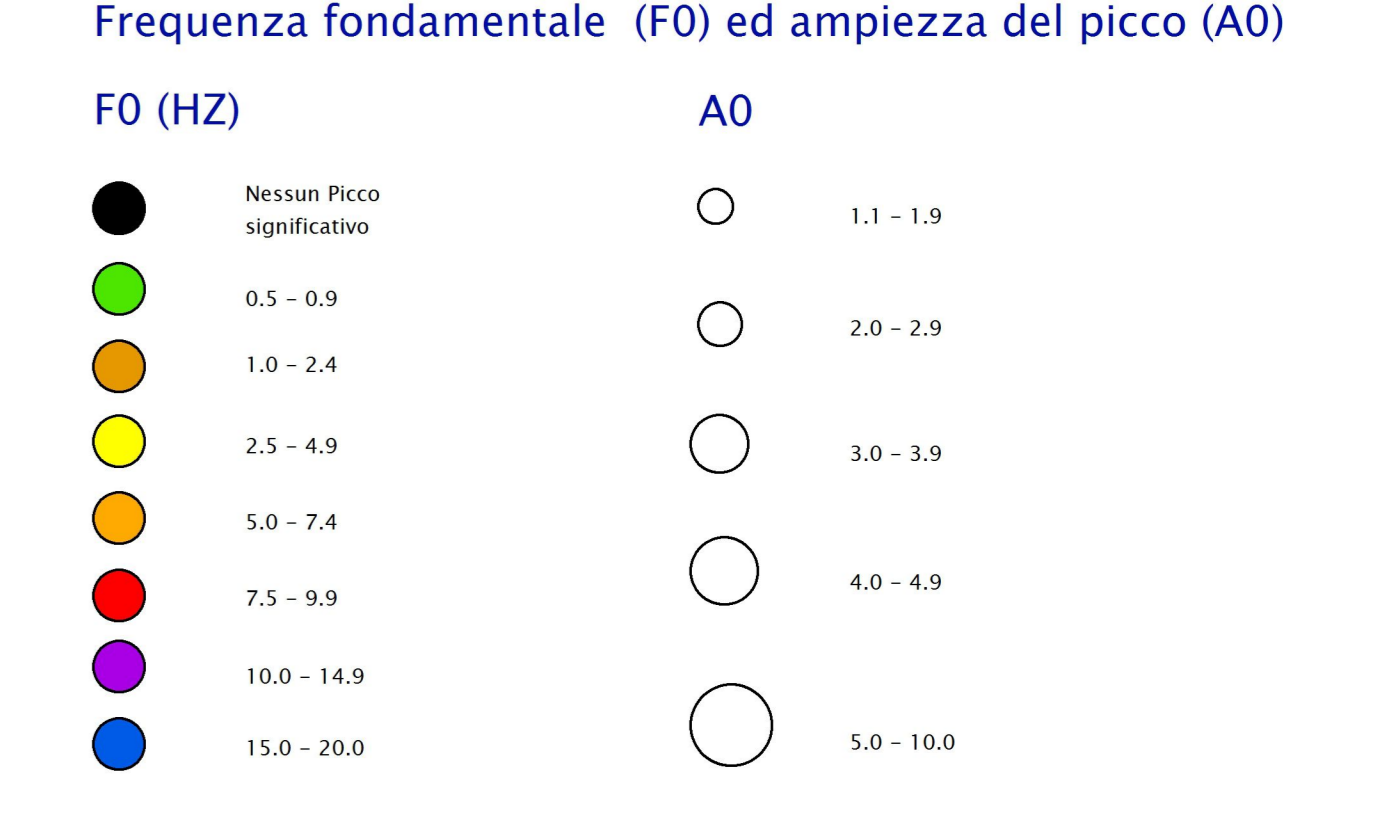 Frequenza fondamentale (F0) ed ampiezza del picco (A0)
F0 (HZ)
Nessun Picco
significativo
0.5 – 0.9
1.0 – 2.4
2.5 – 4.9
5.0 – 7.4
7.5 – 9.9
10.0 – 14.9
15.0 – 20.0
A0
1.1 – 1.9
2.0 – 2.9
3.0 – 3.9
4.0 – 4.9
5.0 – 10.0